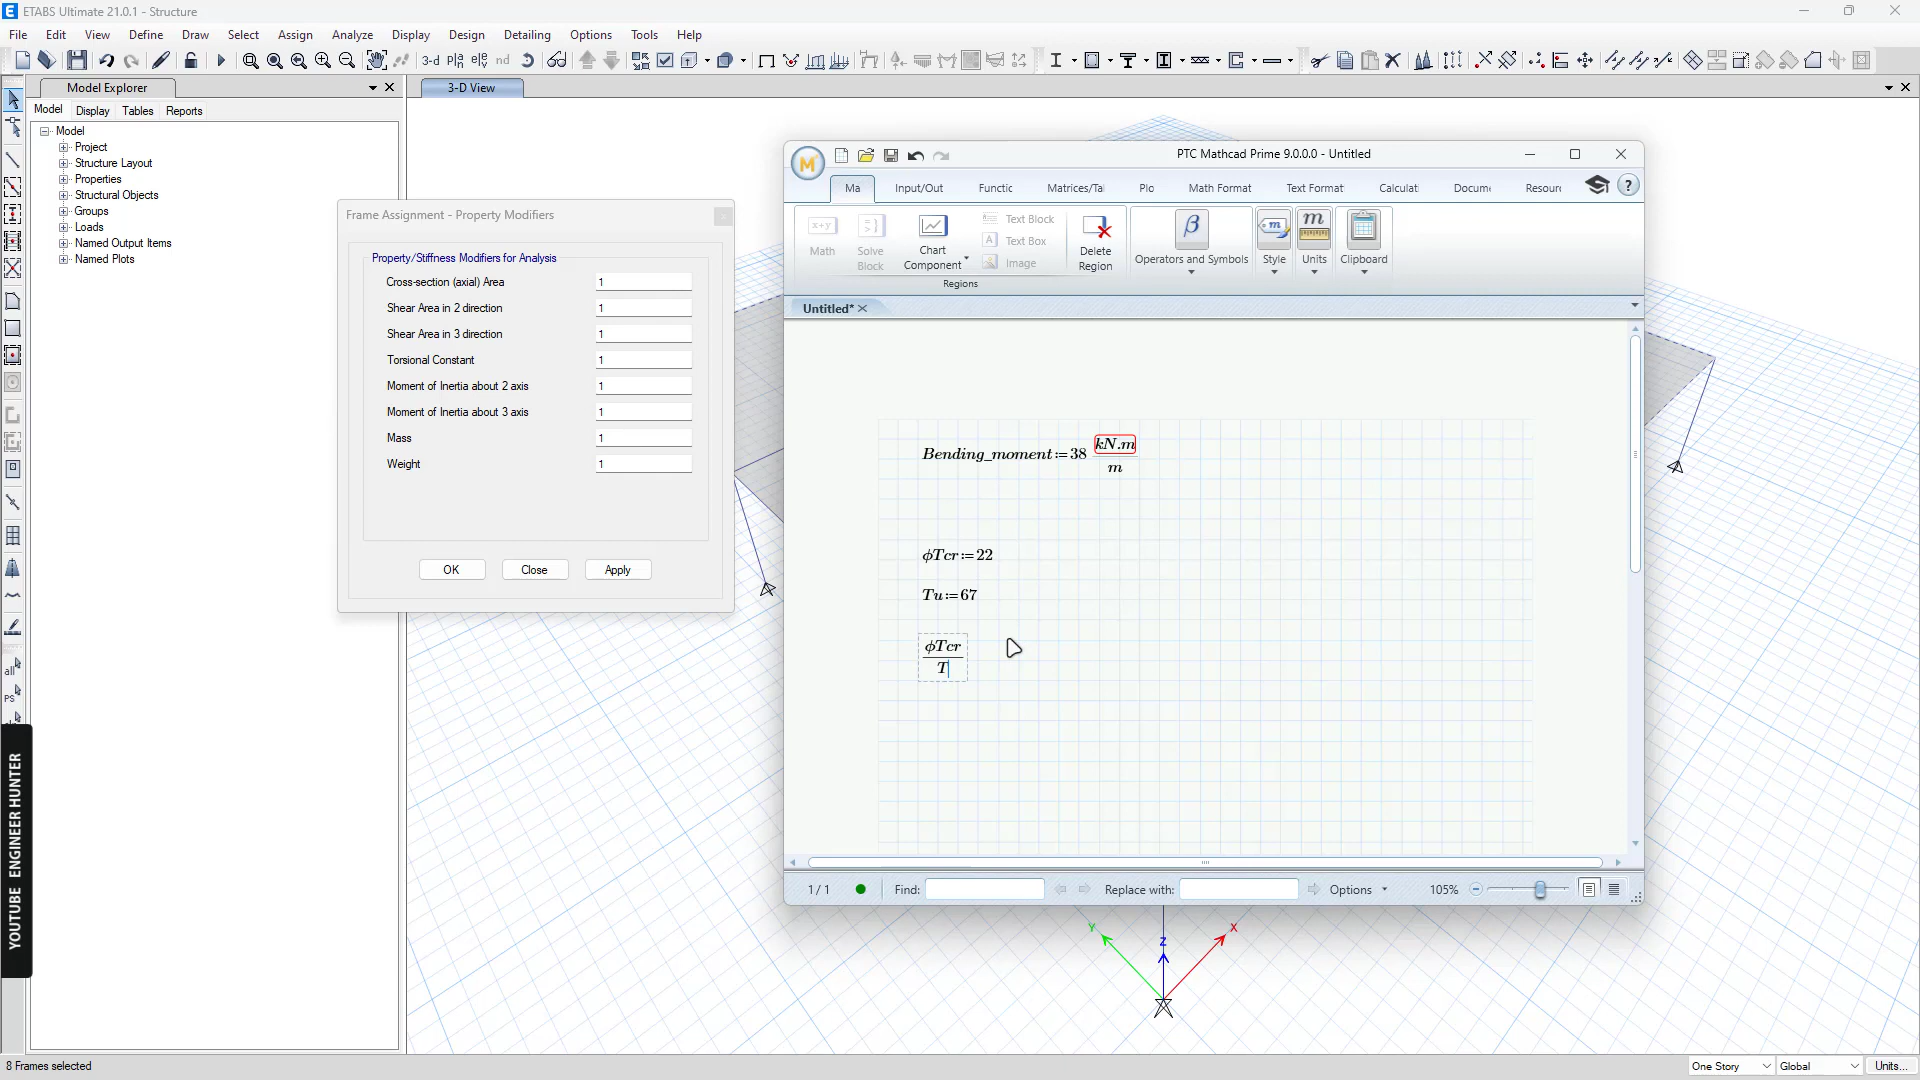 ETABS Ultimate 21.0.1 - Structure
File Edit View Define Draw Select Assign Analyze Display Design Detailing Options Tools Help
3-d
nd
Model Explorer
3-D View
Model Display Tables Reports
Model
Project
Structure Layout
Properties
Structural Objects
Groups
Loads
Named Output Items
Named Plots
all
PS
YOUTUBE ENGINEER HUNTER
Frame Assignment - Property Modifiers
Property/Stiffness Modifiers for Analysis
Cross-section (axial) Area 1
Shear Area in 2 direction 1
Shear Area in 3 direction 1
Torsional Constant 1
Moment of Inertia about 2 axis 1
Moment of Inertia about 3 axis 1
Mass 1
Weight 1
OK Close Apply
PTC Mathcad Prime 9.0.0.0 - Untitled
Ma Input/Out Functic Matrices/Ta Plo Math Format Text Format Calculat Docum Resour
Math
Solve Block
Chart Component
Text Block
Text Box
Image
Delete Region
Operators and Symbols
Style
Units
Clipboard
Regions
Untitled*
Bending_moment:=38 kN.m
m
ϕTcr:=22
Tu:=67
ϕTcr
T
1 / 1 Find: Replace with: Options 105%
Y Z X
8 Frames selected
One Story Global Units...